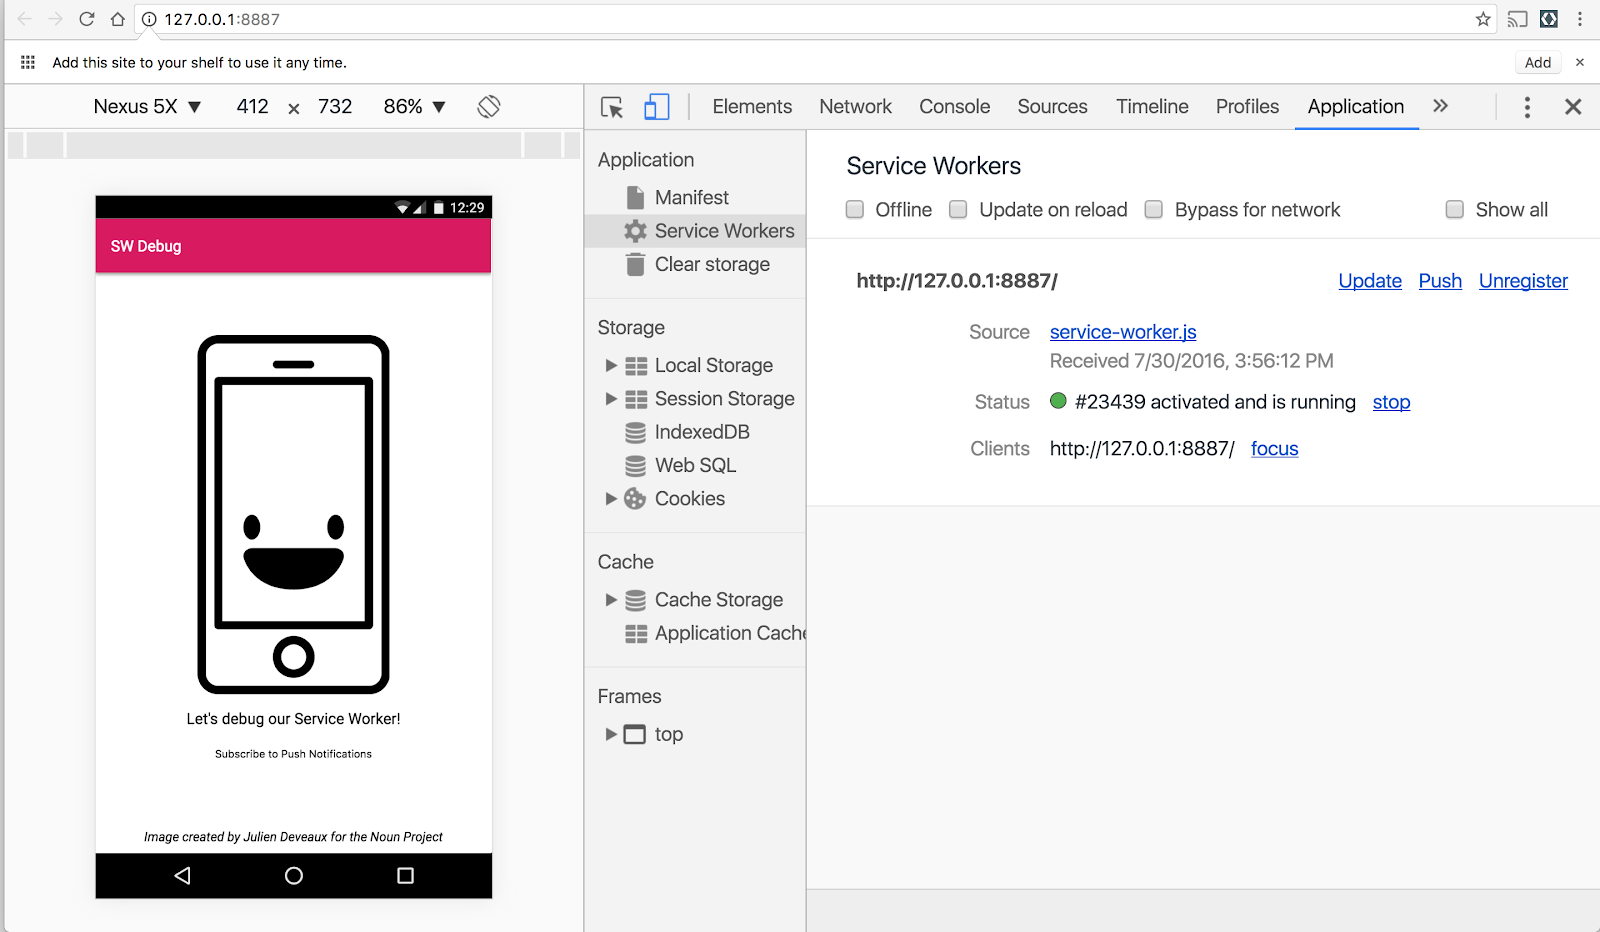 127.0.0.1:8887
Add this site to your shelf to use it any time.
Add
Nexus 5X 412 × 732 86%
Elements Network Console Sources Timeline Profiles Application
12:29
SW Debug
Let's debug our Service Worker!
Subscribe to Push Notifications
Image created by Julien Deveaux for the Noun Project
Application
Manifest
Service Workers
Clear storage
Storage
Local Storage
Session Storage
IndexedDB
Web SQL
Cookies
Cache
Cache Storage
Application Cache
Frames
top
Service Workers
Offline Update on reload Bypass for network Show all
http://127.0.0.1:8887/ Update Push Unregister
Source service-worker.js
Received 7/30/2016, 3:56:12 PM
Status #23439 activated and is running stop
Clients http://127.0.0.1:8887/ focus